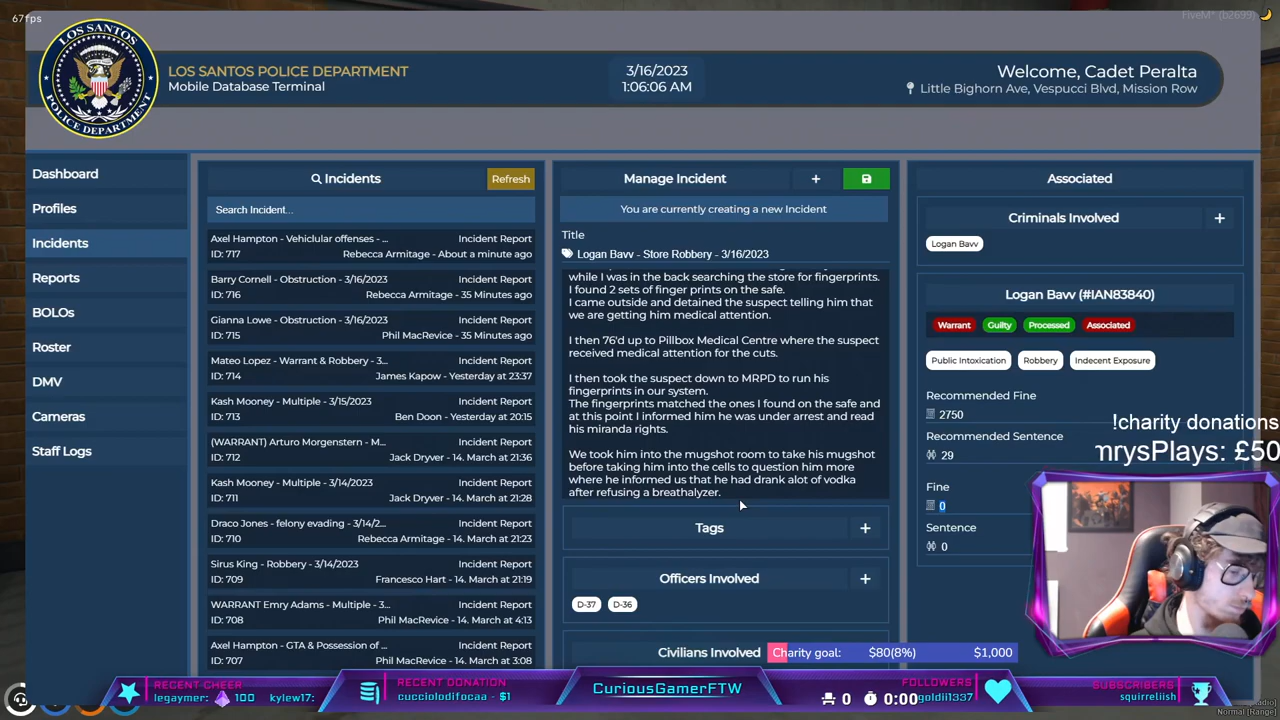 67fps
FiveM* (b2699)
LOS SANTOS
POLICE DEPARTMENT
LOS SANTOS POLICE DEPARTMENT
Mobile Database Terminal
3/16/2023
1:06:06 AM
Welcome, Cadet Peralta
Little Bighorn Ave, Vespucci Blvd, Mission Row
Dashboard
Profiles
Incidents
Reports
BOLOs
Roster
DMV
Cameras
Staff Logs
Incidents
Refresh
Search Incident...
Axel Hampton - Vehiclular offenses - ... Incident Report
ID: 717 Rebecca Armitage - About a minute ago
Barry Cornell - Obstruction - 3/16/2023 Incident Report
ID: 716 Rebecca Armitage - 35 Minutes ago
Gianna Lowe - Obstruction - 3/16/2023 Incident Report
ID: 715 Phil MacRevice - 35 Minutes ago
Mateo Lopez - Warrant & Robbery - 3... Incident Report
ID: 714 James Kapow - Yesterday at 23:37
Kash Mooney - Multiple - 3/15/2023 Incident Report
ID: 713 Ben Doon - Yesterday at 20:15
(WARRANT) Arturo Morgenstern - M... Incident Report
ID: 712 Jack Dryver - 14. March at 21:36
Kash Mooney - Multiple - 3/14/2023 Incident Report
ID: 711 Jack Dryver - 14. March at 21:28
Draco Jones - felony evading - 3/14/2... Incident Report
ID: 710 Rebecca Armitage - 14. March at 21:23
Sirus King - Robbery - 3/14/2023 Incident Report
ID: 709 Francesco Hart - 14. March at 21:19
WARRANT Emry Adams - Multiple - 3... Incident Report
ID: 708 Phil MacRevice - 14. March at 4:13
Axel Hampton - GTA & Possession of ... Incident Report
ID: 707 Phil MacRevice - 14. March at 3:08
Manage Incident +
You are currently creating a new Incident
Title
Logan Bavv - Store Robbery - 3/16/2023
while I was in the back searching the store for fingerprints.
I found 2 sets of finger prints on the safe.
I came outside and detained the suspect telling him that
we are getting him medical attention.
I then 76'd up to Pillbox Medical Centre where the suspect
received medical attention for the cuts.
I then took the suspect down to MRPD to run his
fingerprints in our system.
The fingerprints matched the ones I found on the safe and
at this point I informed him he was under arrest and read
his miranda rights.
We took him into the mugshot room to take his mugshot
before taking him into the cells to question him more
where he informed us that he had drank alot of vodka
after refusing a breathalyzer.
Tags +
Officers Involved +
D-37 D-36
Civilians Involved
Associated
Criminals Involved +
Logan Bavv
Logan Bavv (#IAN83840)
Warrant Guilty Processed Associated
Public Intoxication Robbery Indecent Exposure
Recommended Fine
2750
Recommended Sentence
29
Fine
0
Sentence
0
!charity donations
mrysPlays: £50
Charity goal: $80(8%) $1,000
RECENT CHEER
legaymer: 100 kylew17:
RECENT DONATION
cucciolodifocaa - $1
CuriousGamerFTW
0 0:00
FOLLOWERS
goldii1337
SUBSCRIBERS
squirreliish
Normal [Range]